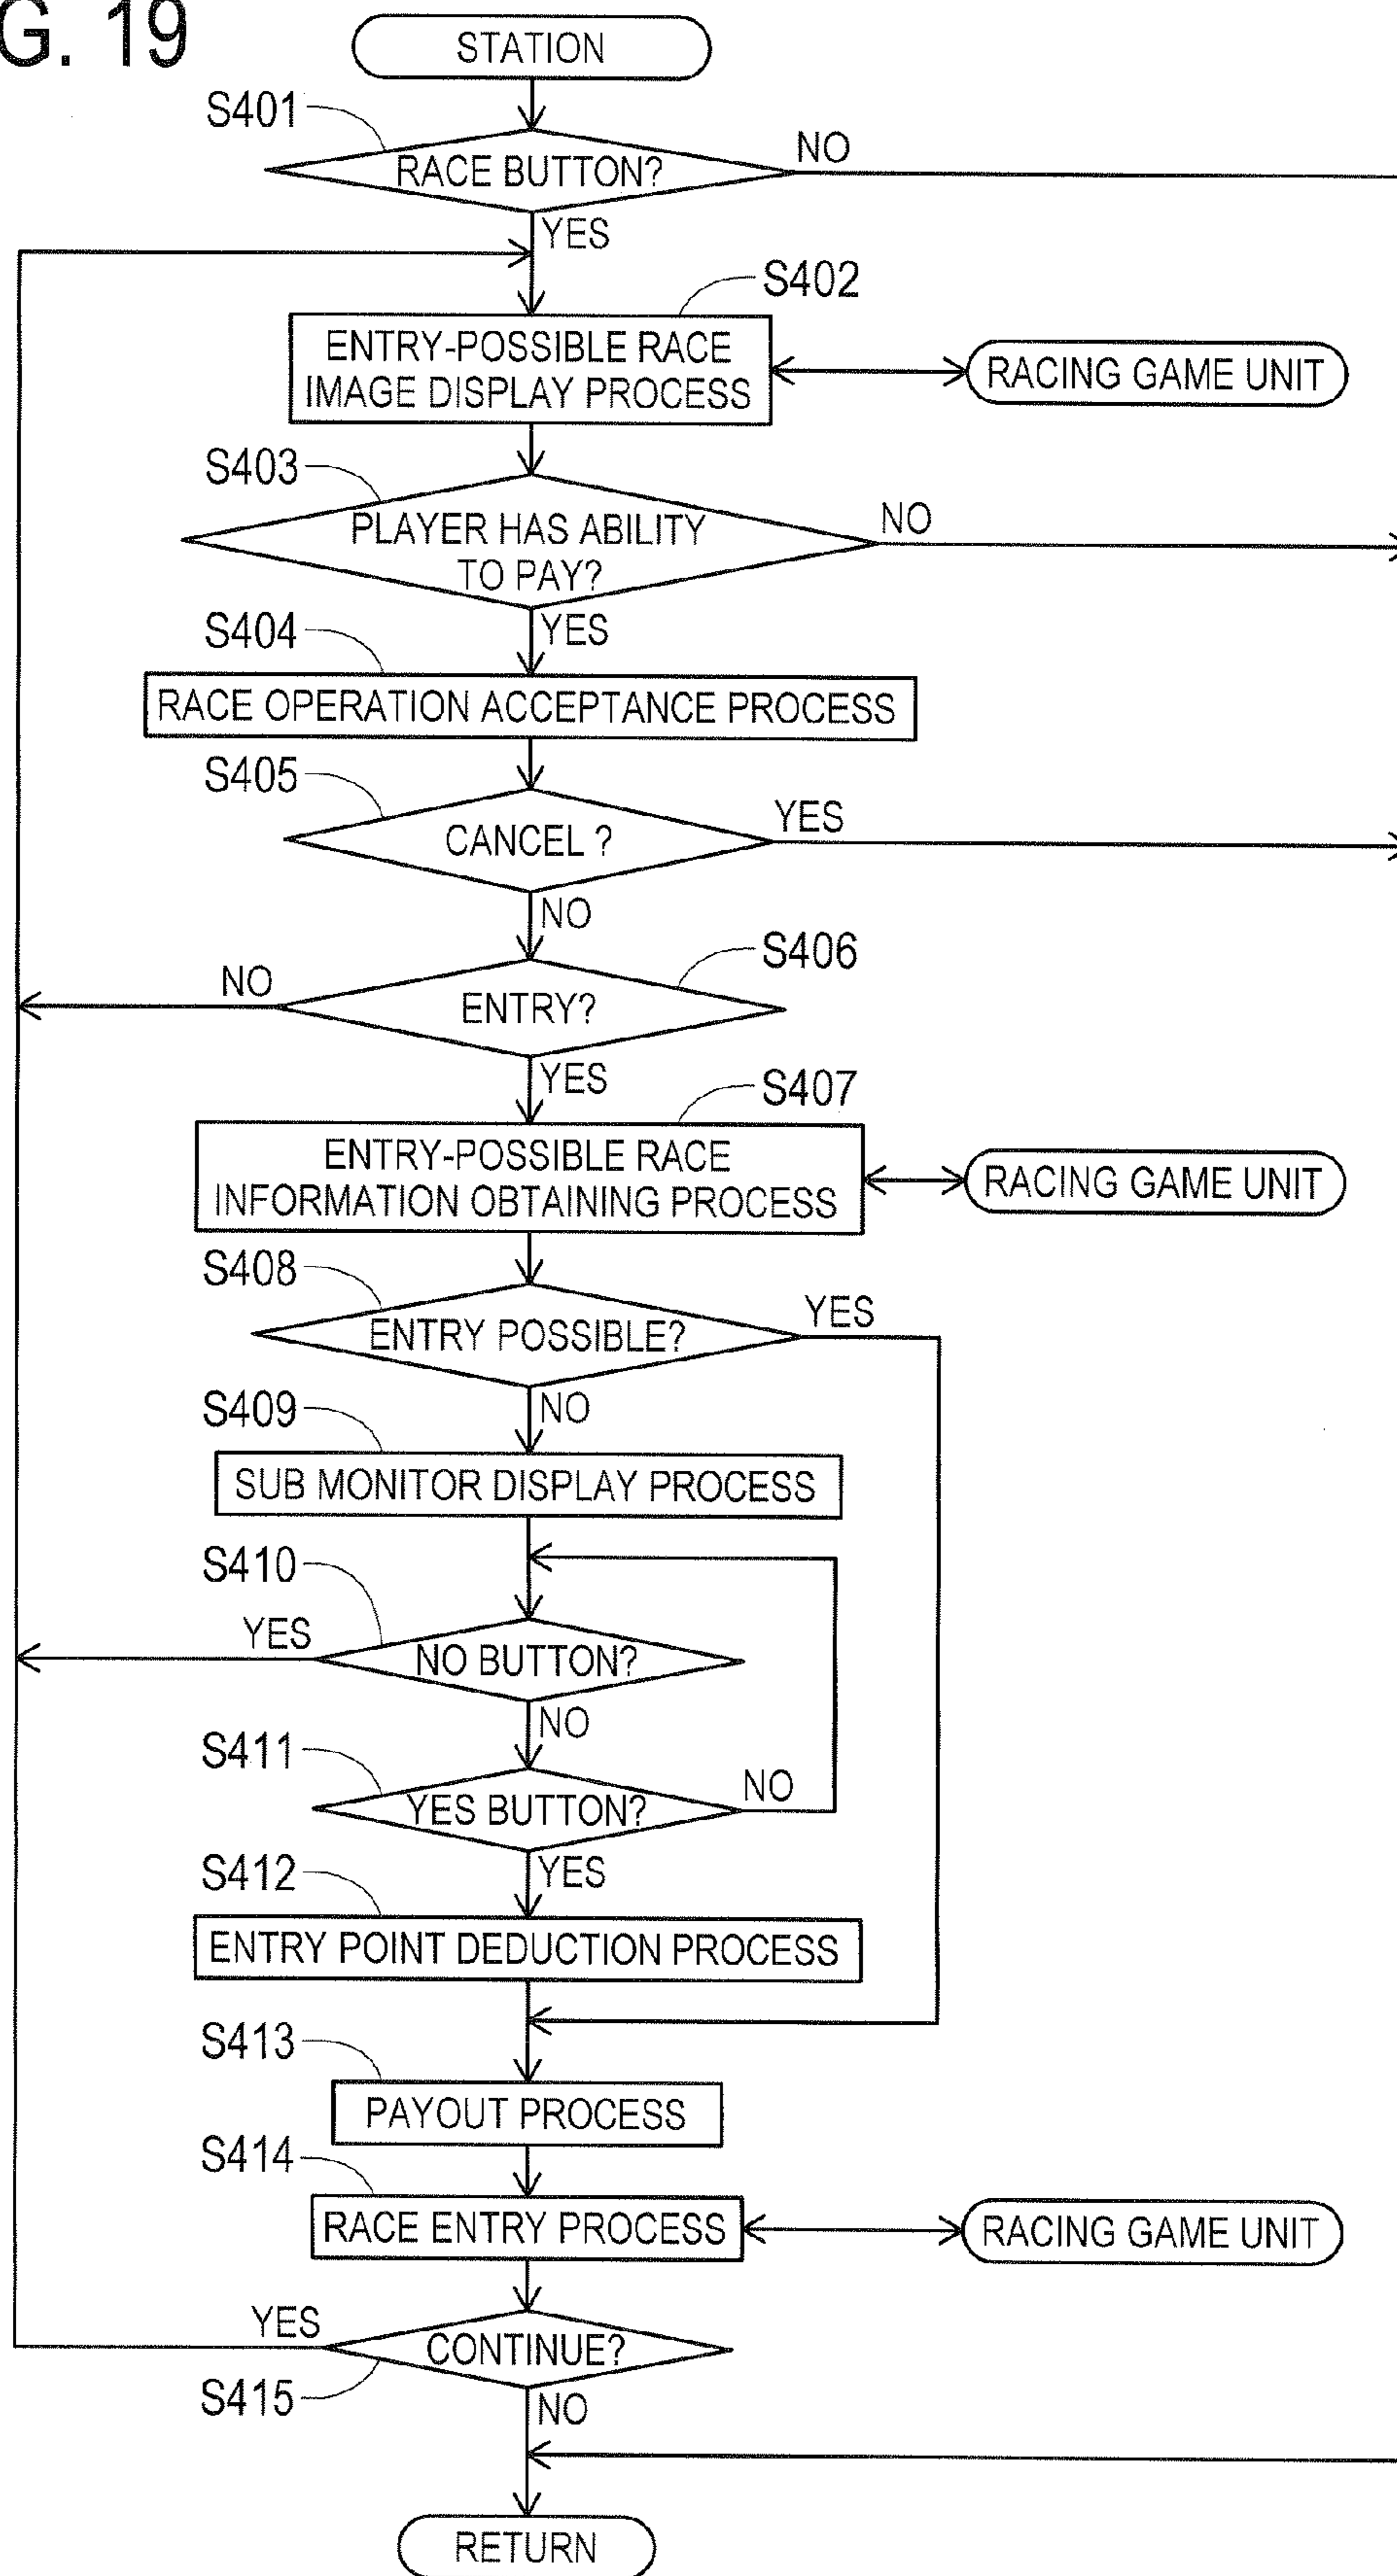 G. 19
STATION
S401
RACE BUTTON?
NO
YES
S402
ENTRY-POSSIBLE RACE
IMAGE DISPLAY PROCESS
RACING GAME UNIT
S403
PLAYER HAS ABILITY
TO PAY?
NO
YES
S404
RACE OPERATION ACCEPTANCE PROCESS
S405
CANCEL ?
YES
NO
S406
NO
ENTRY?
YES
S407
ENTRY-POSSIBLE RACE
INFORMATION OBTAINING PROCESS
RACING GAME UNIT
S408
ENTRY POSSIBLE?
YES
NO
S409
SUB MONITOR DISPLAY PROCESS
S410
YES
NO BUTTON?
NO
S411
YES BUTTON?
NO
YES
S412
ENTRY POINT DEDUCTION PROCESS
S413
PAYOUT PROCESS
S414
RACE ENTRY PROCESS
RACING GAME UNIT
YES
CONTINUE?
S415
NO
RETURN